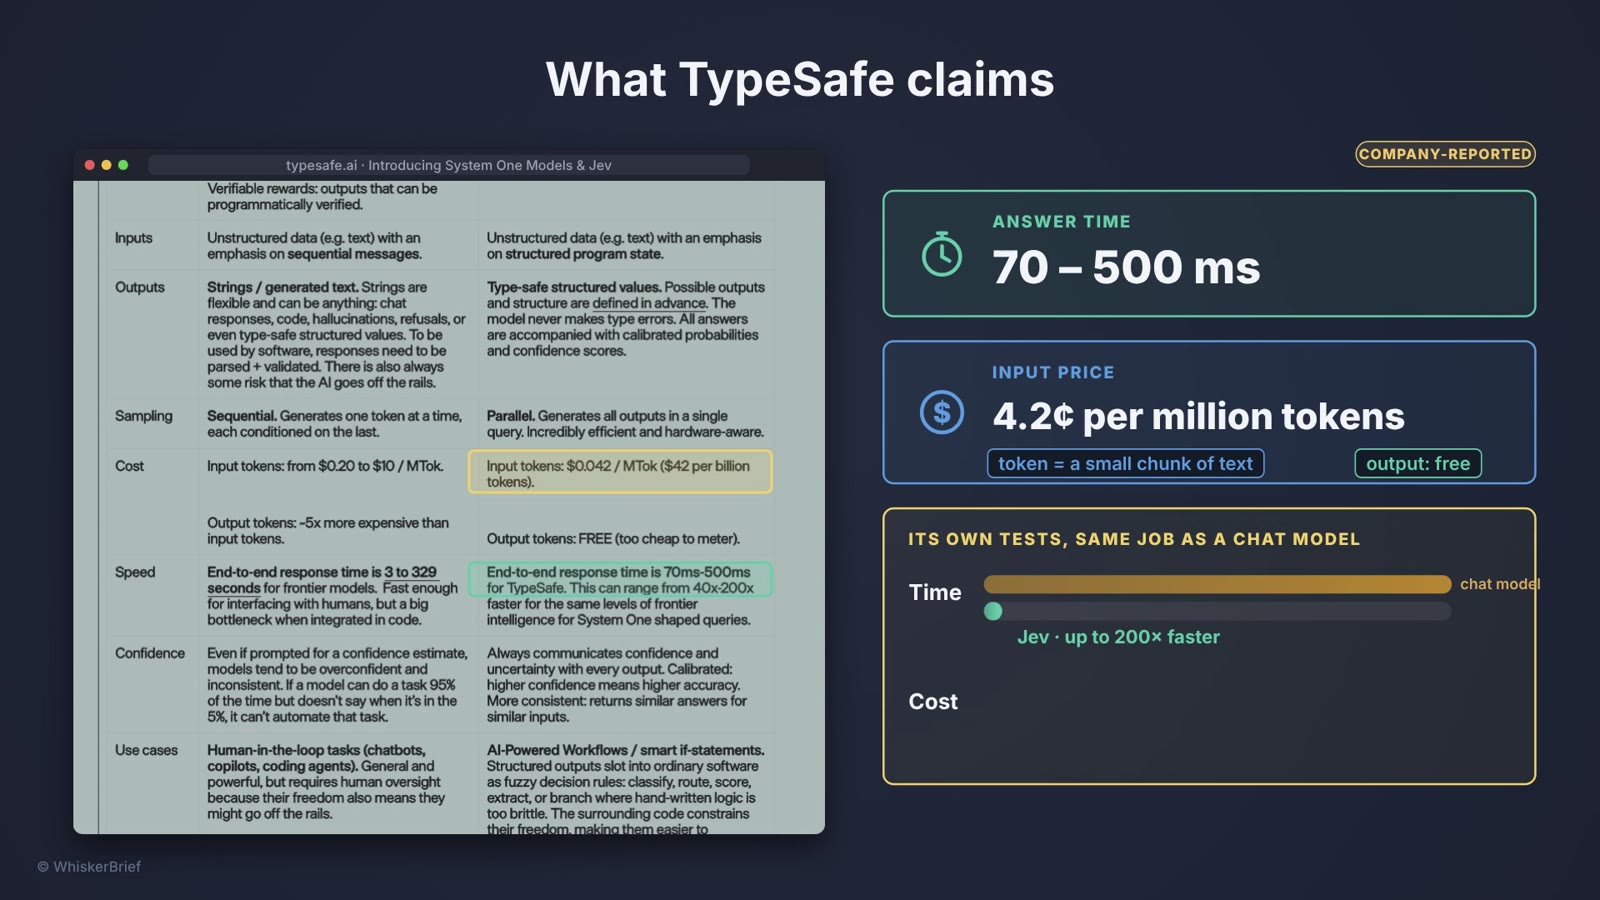 What TypeSafe claims
typesafe.ai · Introducing System One Models & Jev
Verifiable rewards: outputs that can be
programmatically verified.
Inputs
Unstructured data (e.g. text) with an
emphasis on sequential messages.
Unstructured data (e.g. text) with an emphasis
on structured program state.
Outputs
Strings / generated text. Strings are
flexible and can be anything: chat
responses, code, hallucinations, refusals, or
even type-safe structured values. To be
used by software, responses need to be
parsed + validated. There is also always
some risk that the AI goes off the rails.
Type-safe structured values. Possible outputs
and structure are defined in advance. The
model never makes type errors. All answers
are accompanied with calibrated probabilities
and confidence scores.
Sampling
Sequential. Generates one token at a time,
each conditioned on the last.
Parallel. Generates all outputs in a single
query. Incredibly efficient and hardware-aware.
Cost
Input tokens: from $0.20 to $10 / MTok.
Input tokens: $0.042 / MTok ($42 per billion
tokens).
Output tokens: ~5x more expensive than
input tokens.
Output tokens: FREE (too cheap to meter).
Speed
End-to-end response time is 3 to 329
seconds for frontier models. Fast enough
for interfacing with humans, but a big
bottleneck when integrated in code.
End-to-end response time is 70ms-500ms
for TypeSafe. This can range from 40x-200x
faster for the same levels of frontier
intelligence for System One shaped queries.
Confidence
Even if prompted for a confidence estimate,
models tend to be overconfident and
inconsistent. If a model can do a task 95%
of the time but doesn't say when it's in the
5%, it can't automate that task.
Always communicates confidence and
uncertainty with every output. Calibrated:
higher confidence means higher accuracy.
More consistent: returns similar answers for
similar inputs.
Use cases
Human-in-the-loop tasks (chatbots,
copilots, coding agents). General and
powerful, but requires human oversight
because their freedom also means they
might go off the rails.
AI-Powered Workflows / smart if-statements.
Structured outputs slot into ordinary software
as fuzzy decision rules: classify, route, score,
extract, or branch where hand-written logic is
too brittle. The surrounding code constrains
their freedom, making them easier to
COMPANY-REPORTED
ANSWER TIME
70 – 500 ms
INPUT PRICE
$
4.2¢ per million tokens
token = a small chunk of text
output: free
ITS OWN TESTS, SAME JOB AS A CHAT MODEL
Time
chat model
Jev · up to 200× faster
Cost
© WhiskerBrief